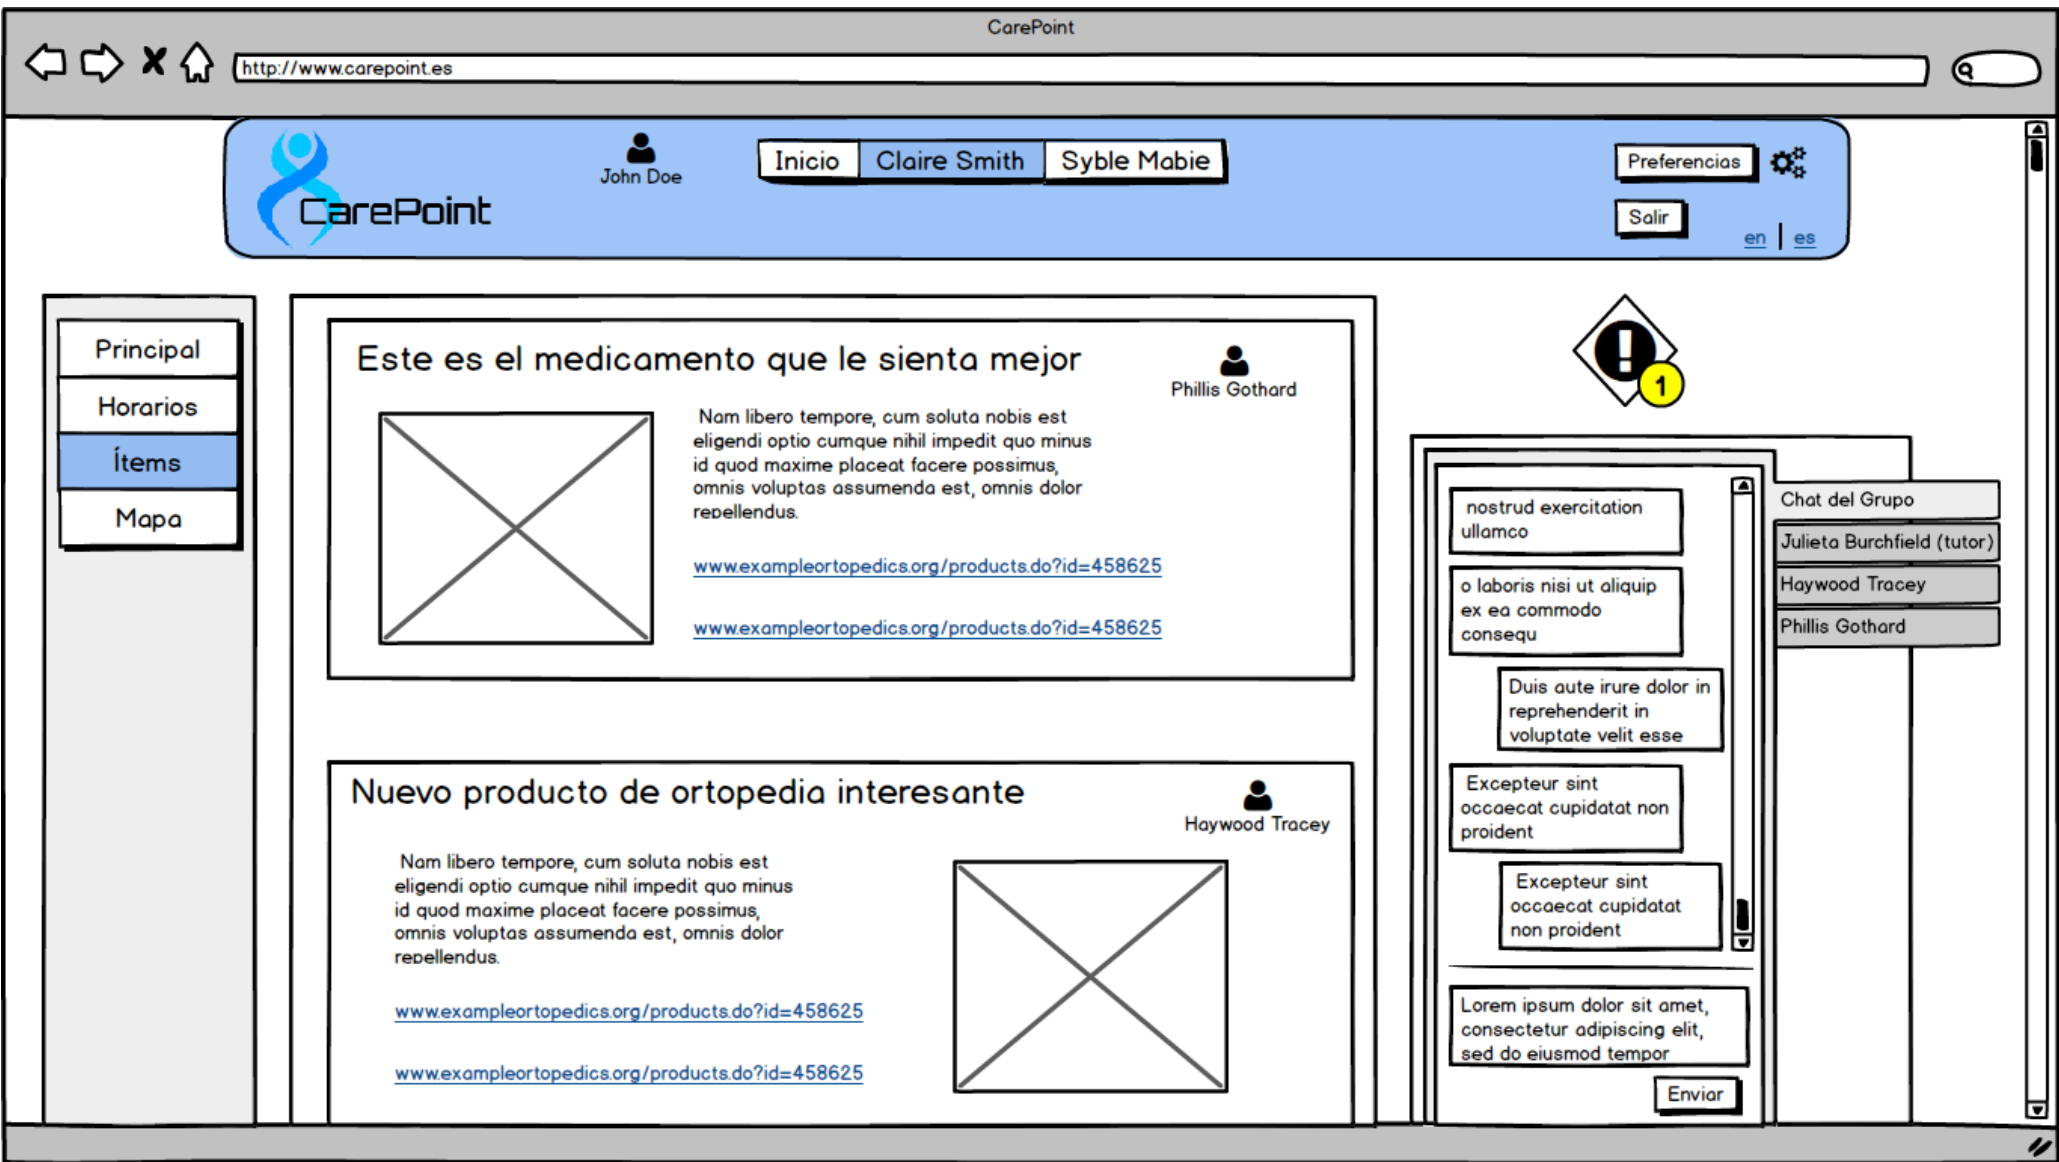 CarePoint
http://www.carepoint.es
CarePoint
John Doe
Inicio
Claire Smith
Syble Mabie
Preferencias
Salir
en | es
Principal
Horarios
Ítems
Mapa
Este es el medicamento que le sienta mejor
Phillis Gothard
Nam libero tempore, cum soluta nobis est
eligendi optio cumque nihil impedit quo minus
id quod maxime placeat facere possimus,
omnis voluptas assumenda est, omnis dolor
repellendus.
www.exampleortopedics.org/products.do?id=458625
www.exampleortopedics.org/products.do?id=458625
Nuevo producto de ortopedia interesante
Haywood Tracey
Nam libero tempore, cum soluta nobis est
eligendi optio cumque nihil impedit quo minus
id quod maxime placeat facere possimus,
omnis voluptas assumenda est, omnis dolor
repellendus.
www.exampleortopedics.org/products.do?id=458625
www.exampleortopedics.org/products.do?id=458625
1
nostrud exercitation
ullamco
o laboris nisi ut aliquip
ex ea commodo
consequ
Duis aute irure dolor in
reprehenderit in
voluptate velit esse
Excepteur sint
occaecat cupidatat non
proident
Excepteur sint
occaecat cupidatat
non proident
Lorem ipsum dolor sit amet,
consectetur adipiscing elit,
sed do eiusmod tempor
Enviar
Chat del Grupo
Julieta Burchfield (tutor)
Haywood Tracey
Phillis Gothard